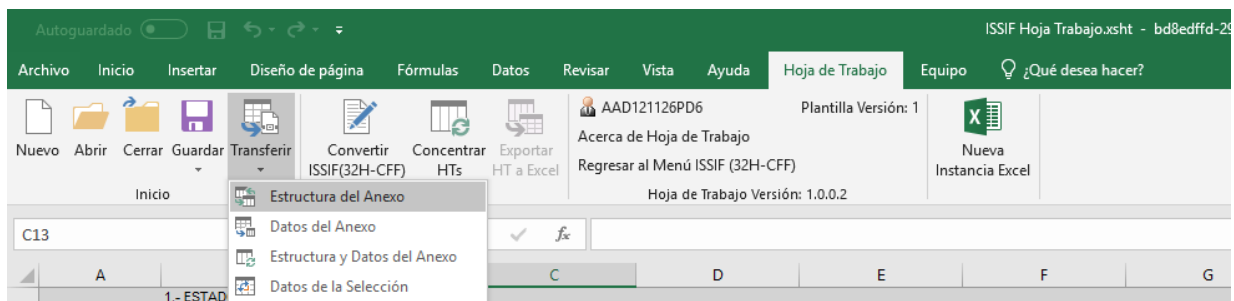 Autoguardado
ISSIF Hoja Trabajo.xsht - bd8edffd-29
Archivo Inicio Insertar Diseño de página Fórmulas Datos Revisar Vista Ayuda Hoja de Trabajo Equipo ¿Qué desea hacer?
Nuevo Abrir Cerrar Guardar Transferir Convertir ISSIF(32H-CFF) Concentrar HTs Exportar HT a Excel
AAD121126PD6 Plantilla Versión: 1
Acerca de Hoja de Trabajo
Regresar al Menú ISSIF (32H-CFF)
Nueva Instancia Excel
Inicio
Hoja de Trabajo Versión: 1.0.0.2
Estructura del Anexo
Datos del Anexo
Estructura y Datos del Anexo
Datos de la Selección
C13
fx
A C D E F G
1.- ESTAD